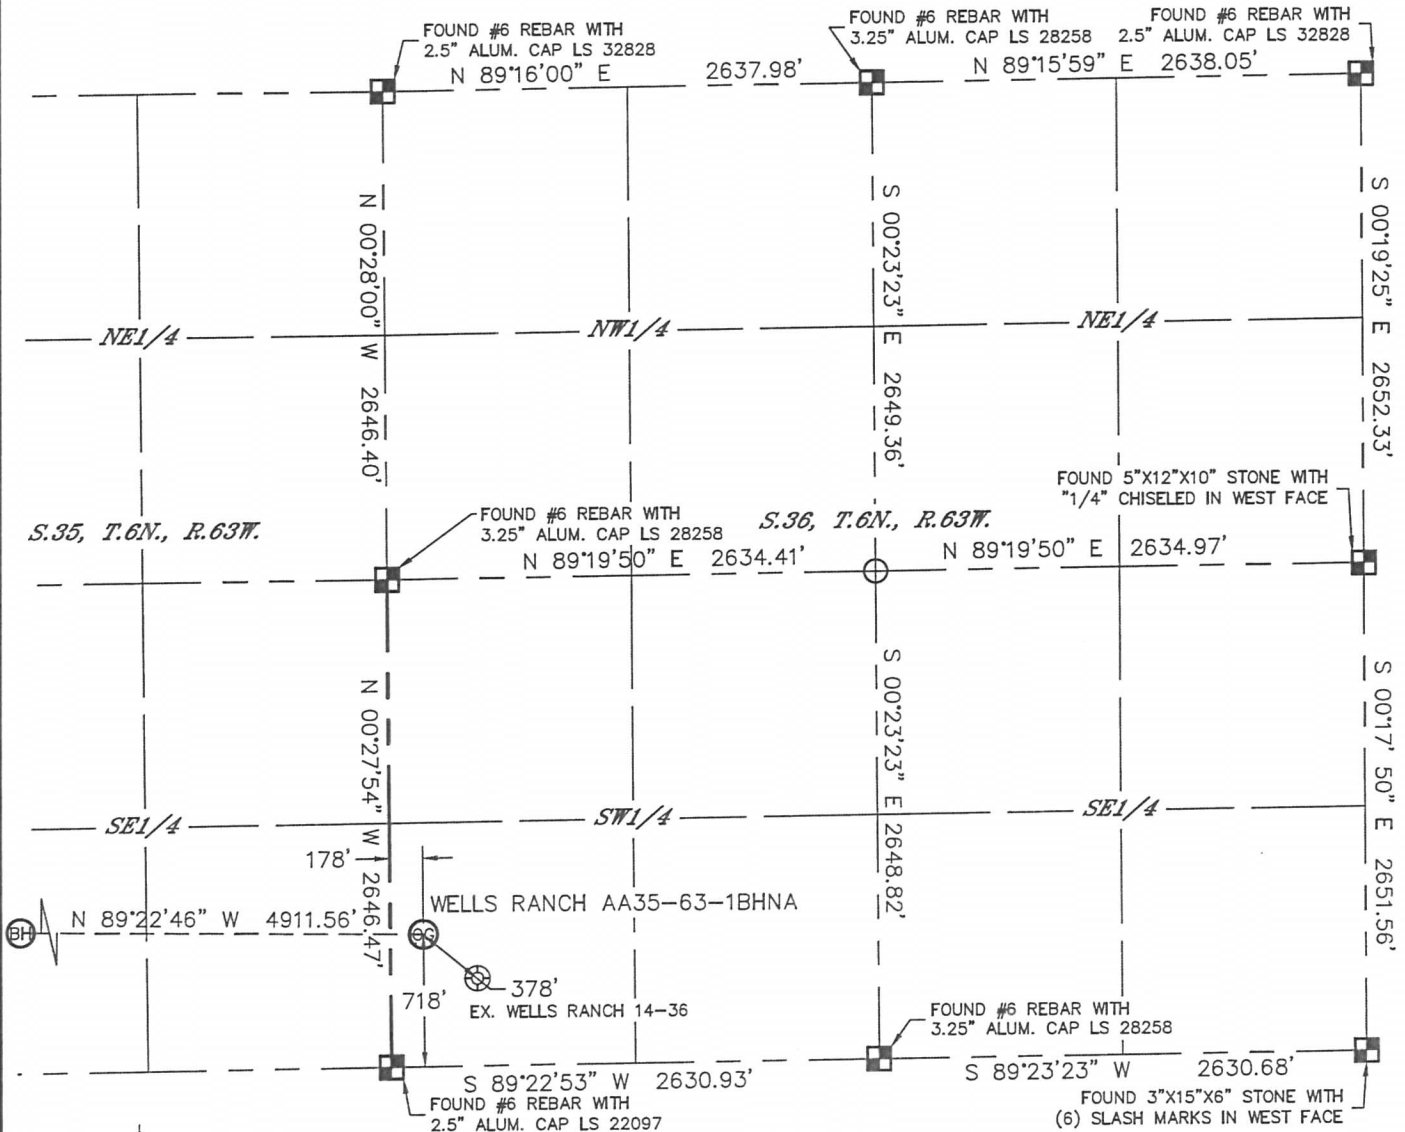 FOUND #6 REBAR WITH
2.5" ALUM. CAP LS 32828
FOUND #6 REBAR WITH
3.25" ALUM. CAP LS 28258
FOUND #6 REBAR WITH
2.5" ALUM. CAP LS 32828
N 89°16'00" E 2637.98'
N 89°15'59" E 2638.05'
N 00°28'00" W 2646.40'
S 00°23'23" E 2649.36'
S 00°19'25" E 2652.33'
NE1/4
NW1/4
NE1/4
FOUND 5"X12"X10" STONE WITH
"1/4" CHISELED IN WEST FACE
S.35, T.6N., R.63W.
FOUND #6 REBAR WITH
3.25" ALUM. CAP LS 28258
S.36, T.6N., R.63W.
N 89°19'50" E 2634.41'
N 89°19'50" E 2634.97'
N 00°27'54" W 2646.47'
S 00°23'23" E 2648.82'
S 00°17' 50" E 2651.56'
SE1/4
SW1/4
SE1/4
178'
WELLS RANCH AA35-63-1BHNA
BH
N 89°22'46" W 4911.56'
OG
718'
378'
EX. WELLS RANCH 14-36
FOUND #6 REBAR WITH
3.25" ALUM. CAP LS 28258
S 89°22'53" W 2630.93'
S 89°23'23" W 2630.68'
FOUND #6 REBAR WITH
2.5" ALUM. CAP LS 22097
FOUND 3"X15"X6" STONE WITH
(6) SLASH MARKS IN WEST FACE